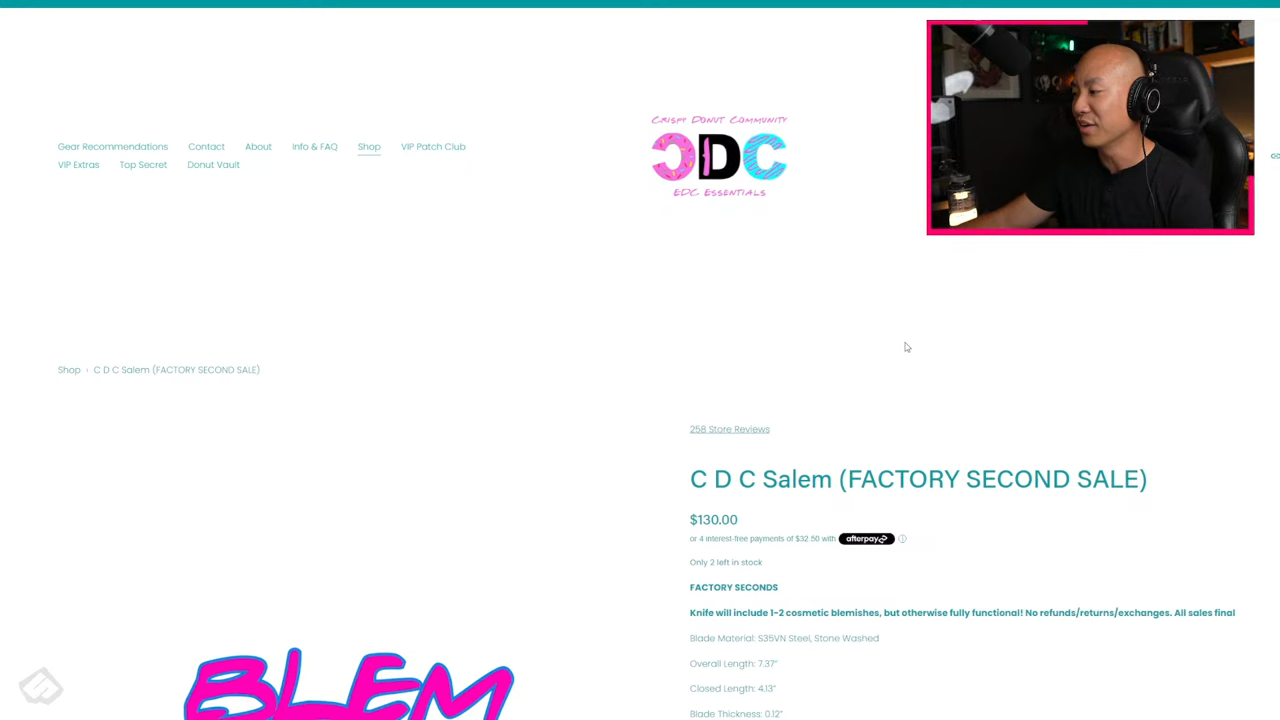 Gear Recommendations Contact About Info & FAQ Shop VIP Patch Club
VIP Extras Top Secret Donut Vault
Crispy Donut Community
CDC
EDC Essentials
Shop › C D C Salem (FACTORY SECOND SALE)
258 Store Reviews
C D C Salem (FACTORY SECOND SALE)
$130.00
or 4 interest-free payments of $32.50 with afterpay
Only 2 left in stock
FACTORY SECONDS
Knife will include 1-2 cosmetic blemishes, but otherwise fully functional! No refunds/returns/exchanges. All sales final
Blade Material: S35VN Steel, Stone Washed
Overall Length: 7.37"
Closed Length: 4.13"
Blade Thickness: 0.12"
BLEM